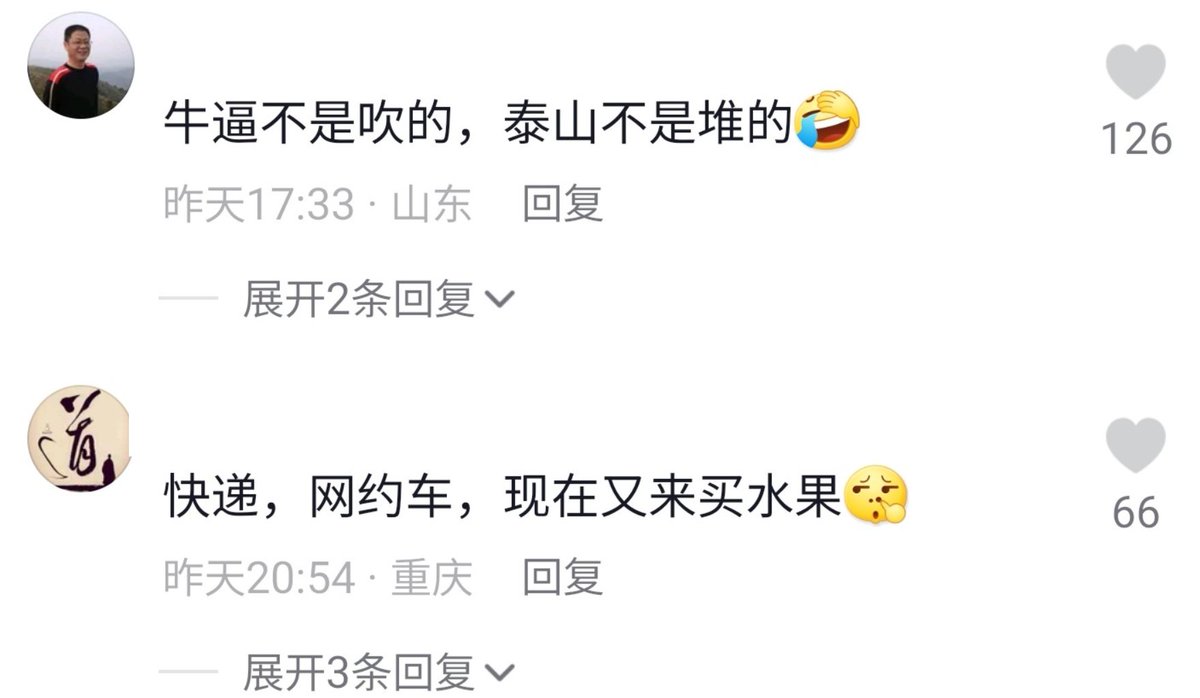 牛逼不是吹的，泰山不是堆的🤣
126
昨天17:33 · 山东 回复
展开2条回复
道
快递，网约车，现在又来买水果
66
昨天20:54 · 重庆 回复
展开3条回复